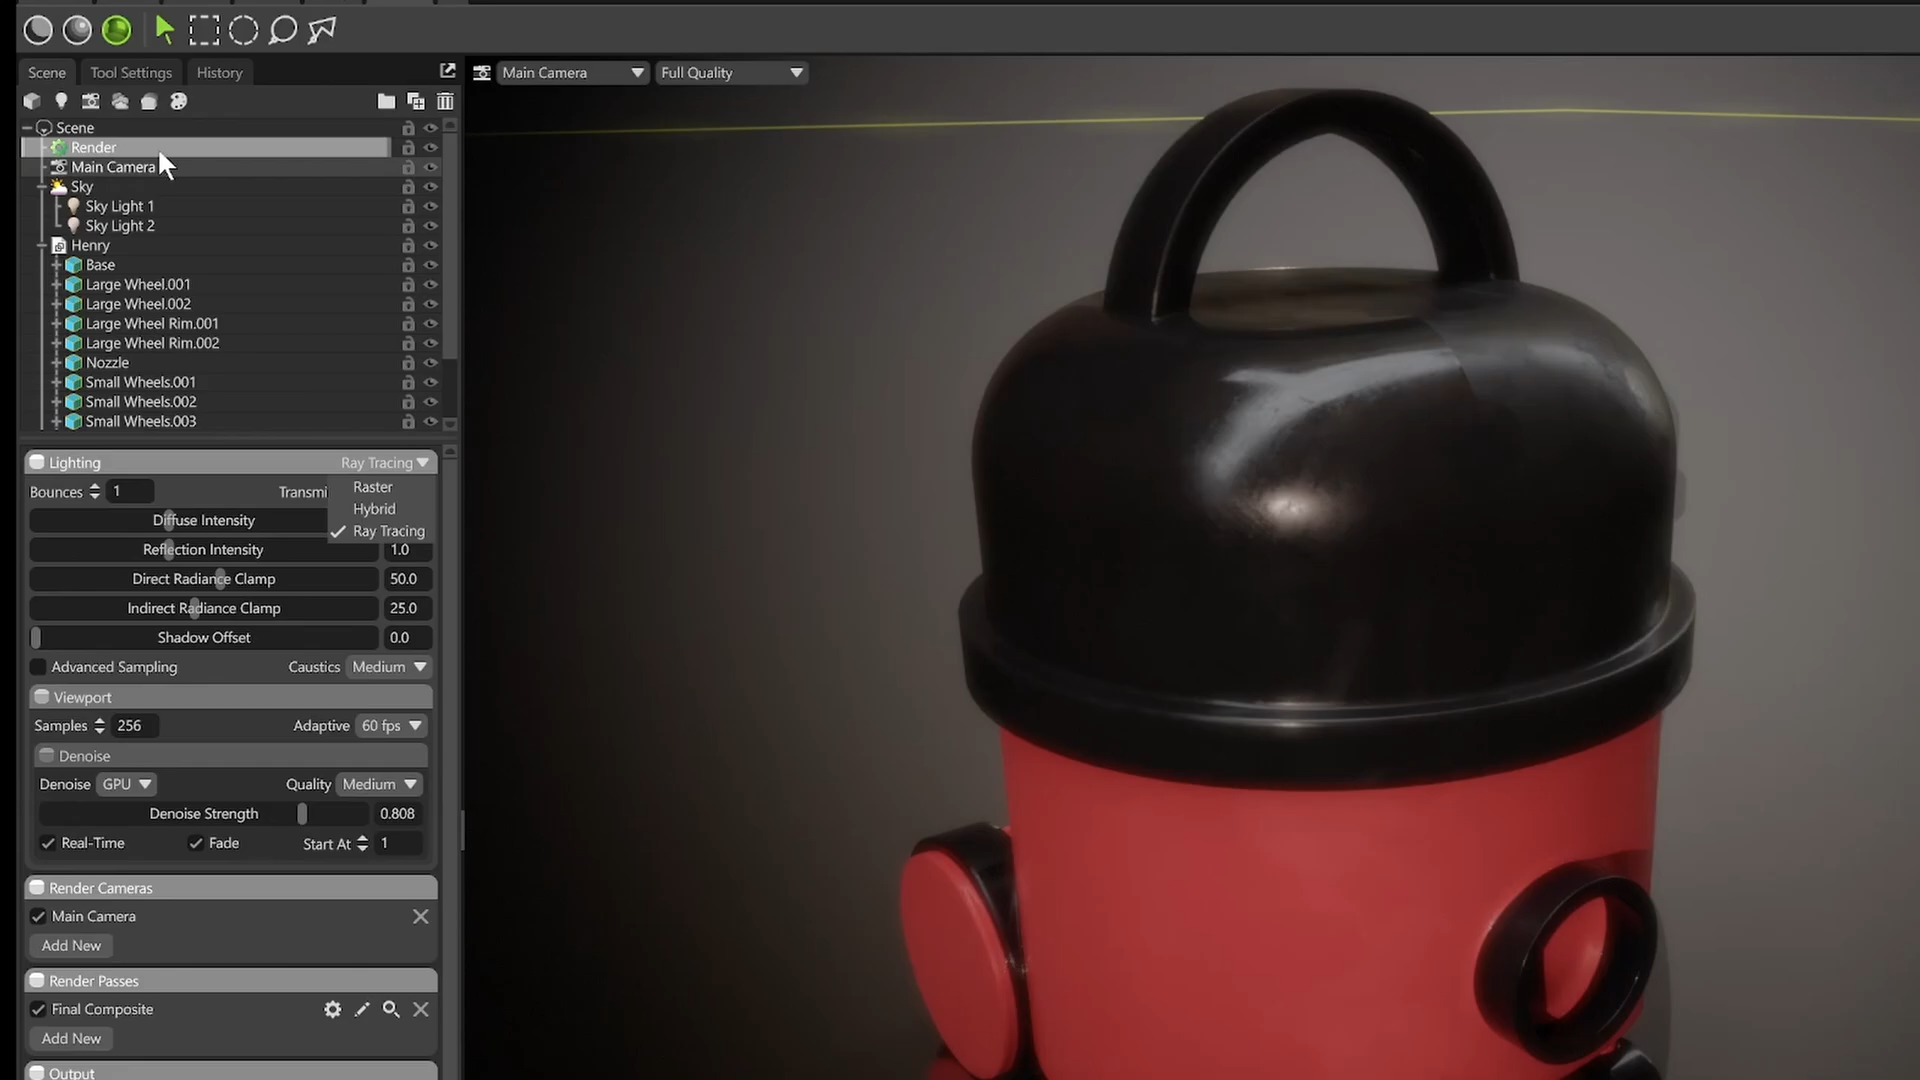 Scene Tool Settings History
Main Camera Full Quality
Scene
Render
Main Camera
Sky
Sky Light 1
Sky Light 2
Henry
Base
Large Wheel.001
Large Wheel.002
Large Wheel Rim.001
Large Wheel Rim.002
Nozzle
Small Wheels.001
Small Wheels.002
Small Wheels.003
Lighting Ray Tracing
Raster
Hybrid
Ray Tracing
Bounces 1 Transmi
Diffuse Intensity
Reflection Intensity 1.0
Direct Radiance Clamp 50.0
Indirect Radiance Clamp 25.0
Shadow Offset 0.0
Advanced Sampling Caustics Medium
Viewport
Samples 256 Adaptive 60 fps
Denoise
Denoise GPU Quality Medium
Denoise Strength 0.808
Real-Time Fade Start At 1
Render Cameras
Main Camera
Add New
Render Passes
Final Composite
Add New
Output